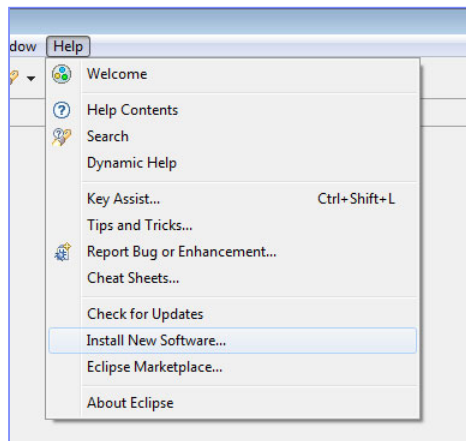 dow Help
Welcome
Help Contents
Search
Dynamic Help
Key Assist... Ctrl+Shift+L
Tips and Tricks...
Report Bug or Enhancement...
Cheat Sheets...
Check for Updates
Install New Software...
Eclipse Marketplace...
About Eclipse